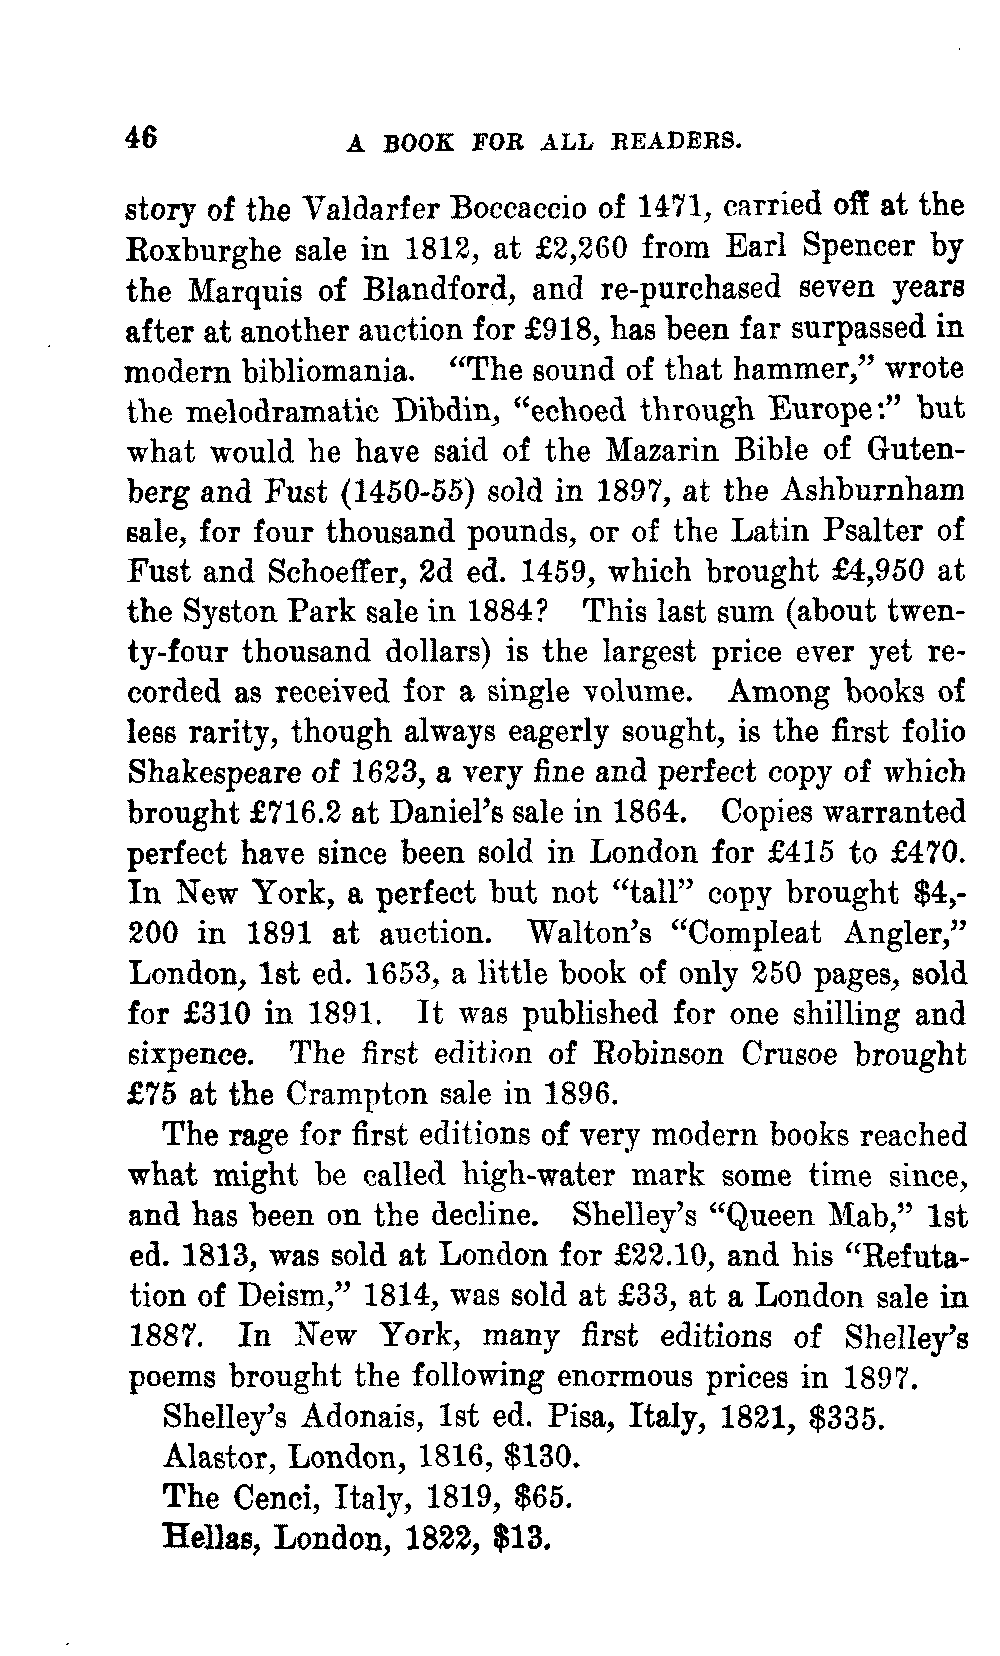 46 A BOOK FOR ALL READERS.
story of the Valdarfer Boccaccio of 1471, carried off at the
Roxburghe sale in 1812, at £2,260 from Earl Spencer by
the Marquis of Blandford, and re-purchased seven years
after at another auction for £918, has been far surpassed in
modern bibliomania. “The sound of that hammer,” wrote
the melodramatic Dibdin, “echoed through Europe:” but
what would he have said of the Mazarin Bible of Guten-
berg and Fust (1450-55) sold in 1897, at the Ashburnham
sale, for four thousand pounds, or of the Latin Psalter of
Fust and Schoeffer, 2d ed. 1459, which brought £4,950 at
the Syston Park sale in 1884? This last sum (about twen-
ty-four thousand dollars) is the largest price ever yet re-
corded as received for a single volume. Among books of
less rarity, though always eagerly sought, is the first folio
Shakespeare of 1623, a very fine and perfect copy of which
brought £716.2 at Daniel’s sale in 1864. Copies warranted
perfect have since been sold in London for £415 to £470.
In New York, a perfect but not “tall” copy brought $4,-
200 in 1891 at auction. Walton’s “Compleat Angler,”
London, 1st ed. 1653, a little book of only 250 pages, sold
for £310 in 1891. It was published for one shilling and
sixpence. The first edition of Robinson Crusoe brought
£75 at the Crampton sale in 1896.
The rage for first editions of very modern books reached
what might be called high-water mark some time since,
and has been on the decline. Shelley’s “Queen Mab,” 1st
ed. 1813, was sold at London for £22.10, and his “Refuta-
tion of Deism,” 1814, was sold at £33, at a London sale in
1887. In New York, many first editions of Shelley’s
poems brought the following enormous prices in 1897.
Shelley’s Adonais, 1st ed. Pisa, Italy, 1821, $335.
Alastor, London, 1816, $130.
The Cenci, Italy, 1819, $65.
Hellas, London, 1822, $13.